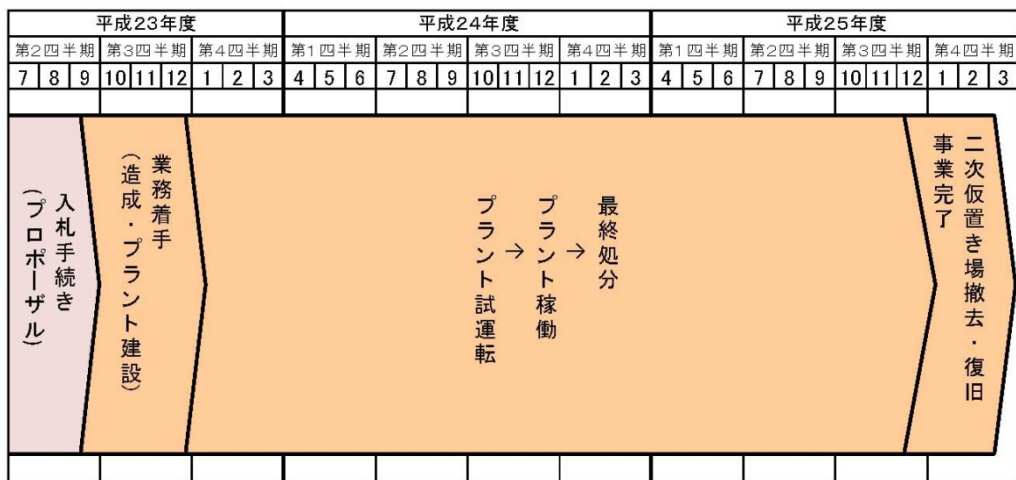 平成23年度 平成24年度 平成25年度
第2四半期 第3四半期 第4四半期 第1四半期 第2四半期 第3四半期 第4四半期 第1四半期 第2四半期 第3四半期 第4四半期
7 8 9 10 11 12 1 2 3 4 5 6 7 8 9 10 11 12 1 2 3 4 5 6 7 8 9 10 11 12 1 2 3
入札手続き
(プロポーザル)
業務着手
(造成・プラント建設)
プラント試運転
→
プラント稼働
→
最終処分
二次仮置き場撤去・復旧
事業完了